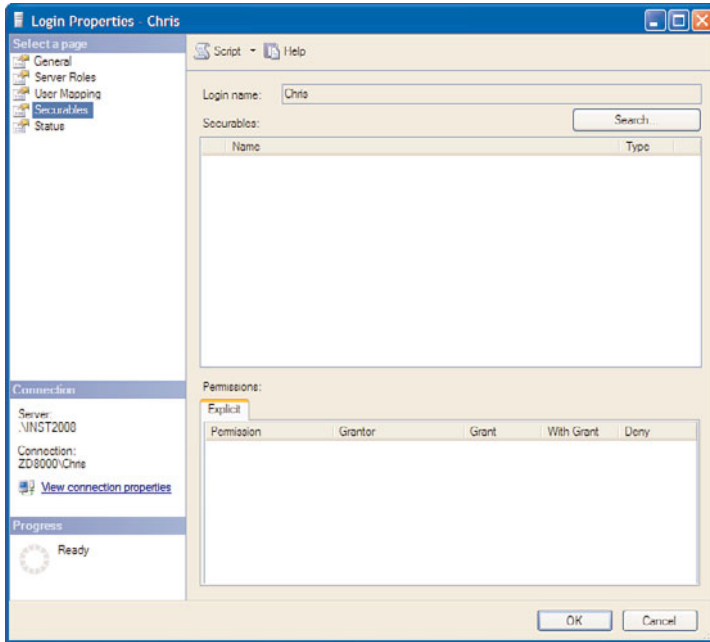 Login Properties - Chris
Select a page
General
Server Roles
User Mapping
Securables
Status
Script
Help
Login name: Chris
Securables:
Search...
Name Type
Permissions:
Explicit
Permission Grantor Grant With Grant Deny
Connection
Server:
.\INST2008
Connection:
ZD8000\Chris
View connection properties
Progress
Ready
OK Cancel